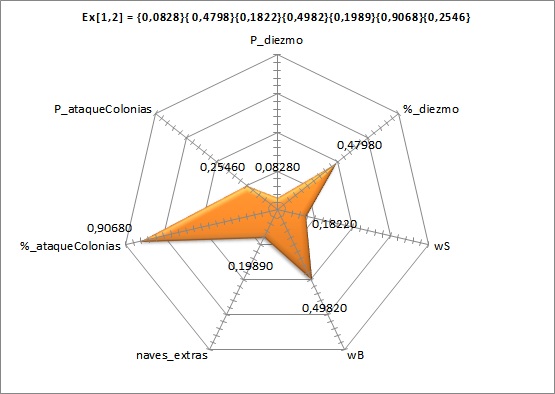 Ex[1,2] = {0,0828}{ 0,4798}{0,1822}{0,4982}{0,1989}{0,9068}{0,2546}
P_diezmo
P_ataqueColonias
%_diezmo
0,47980
0,25460
0,08280
0,18220
0,90680
%_ataqueColonias
wS
0,19890
0,49820
naves_extras
wB